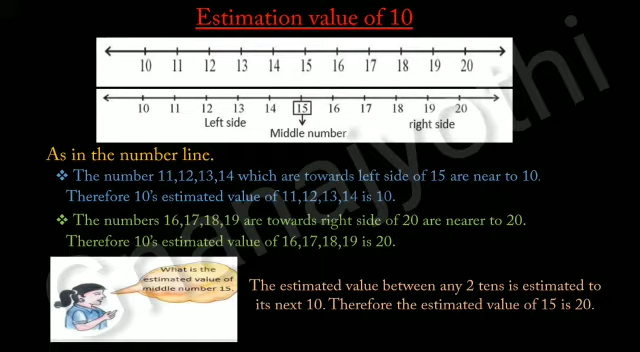 Estimation value of 10
10 11 12 13 14 15 16 17 18 19 20
10 11 12 13 14 15 16 17 18 19 20
Left side right side
Middle number
As in the number line.
❖ The number 11,12,13,14 which are towards left side of 15 are near to 10.
Therefore 10's estimated value of 11,12,13,14 is 10.
❖ The numbers 16,17,18,19 are towards right side of 20 are nearer to 20.
Therefore 10's estimated value of 16,17,18,19 is 20.
What is the
estimated value of
middle number 15.
The estimated value between any 2 tens is estimated to
its next 10. Therefore the estimated value of 15 is 20.
Gnanajyothi